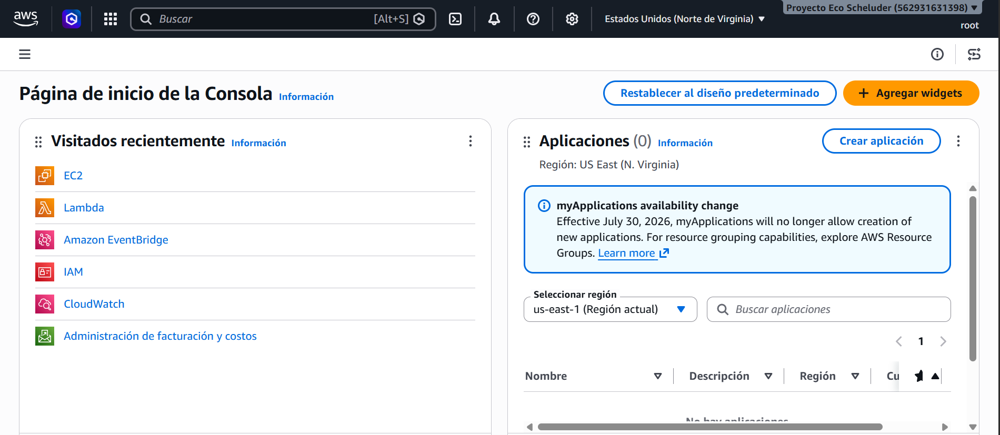 aws
Buscar
[Alt+S]
Estados Unidos (Norte de Virginia)
Proyecto Eco Scheluder (562931631398)
root
Página de inicio de la Consola
Información
Restablecer al diseño predeterminado
Agregar widgets
Visitados recientemente
Información
EC2
Lambda
Amazon EventBridge
IAM
CloudWatch
Administración de facturación y costos
Aplicaciones (0)
Información
Crear aplicación
Región: US East (N. Virginia)
myApplications availability change
Effective July 30, 2026, myApplications will no longer allow creation of
new applications. For resource grouping capabilities, explore AWS Resource
Groups. Learn more
Seleccionar región
us-east-1 (Región actual)
Buscar aplicaciones
1
Nombre
Descripción
Región
Cu
No hay aplicaciones